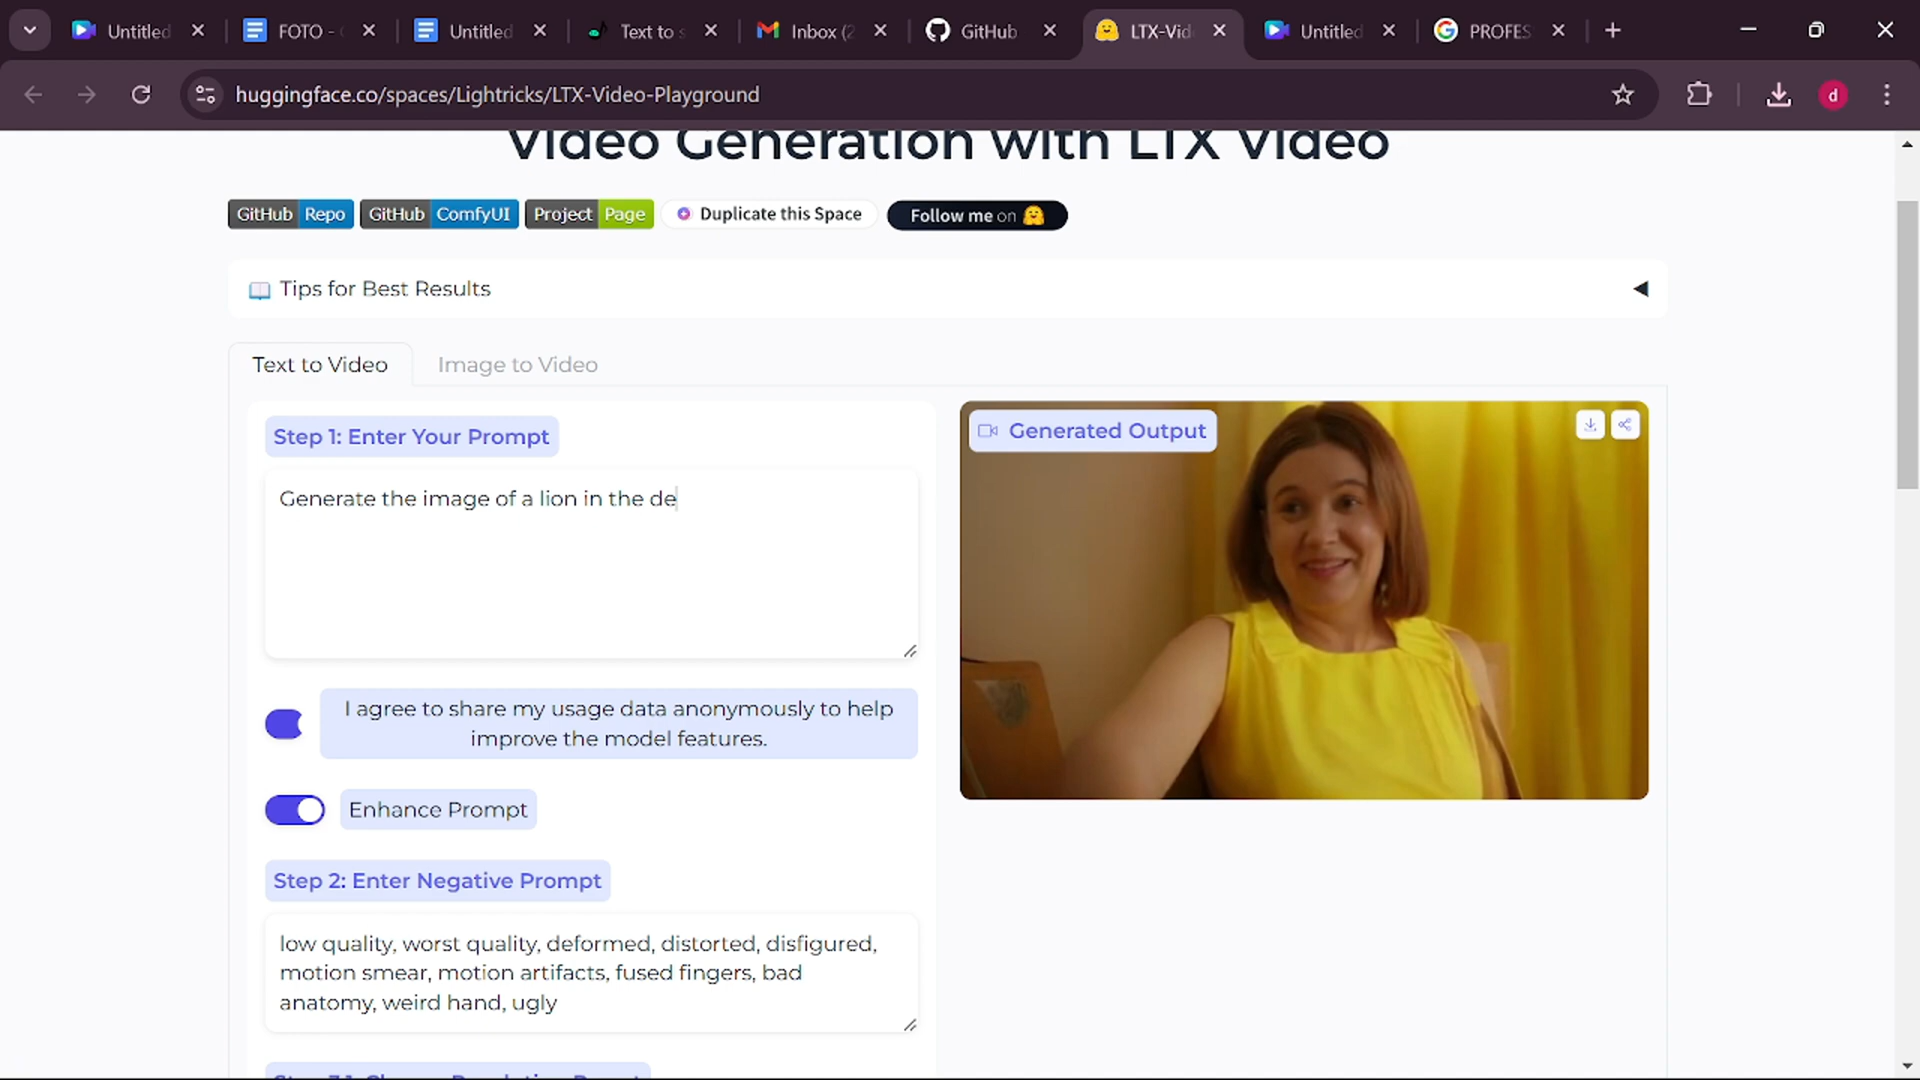 Untitled
FOTO -
Untitled
Text to
Inbox (2
GitHub
LTX-Vid
Untitled
PROFES
huggingface.co/spaces/Lightricks/LTX-Video-Playground
d
Video Generation with LTX Video
GitHub Repo
GitHub ComfyUI
Project Page
Duplicate this Space
Follow me on
Tips for Best Results
Text to Video
Image to Video
Step 1: Enter Your Prompt
Generate the image of a lion in the de
I agree to share my usage data anonymously to help
improve the model features.
Enhance Prompt
Step 2: Enter Negative Prompt
low quality, worst quality, deformed, distorted, disfigured,
motion smear, motion artifacts, fused fingers, bad
anatomy, weird hand, ugly
Generated Output